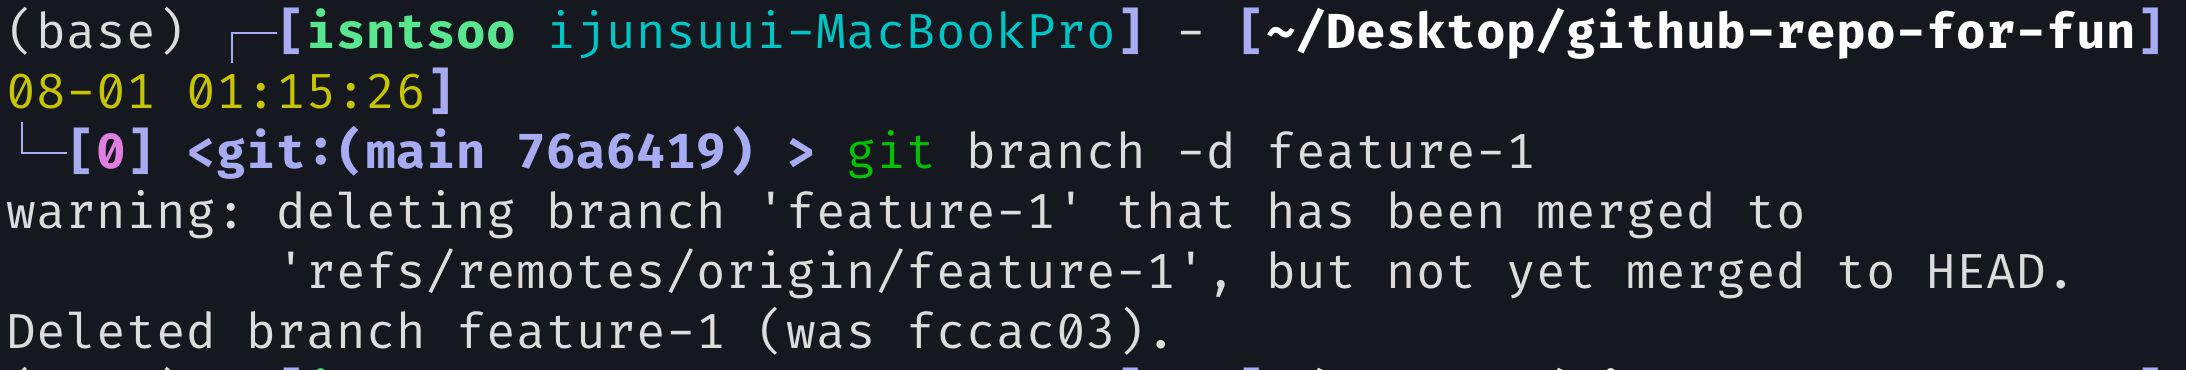 (base) ┌─[isntsoo ijunsuui-MacBookPro] - [~/Desktop/github-repo-for-fun]
08-01 01:15:26]
└─[0] <git:(main 76a6419) > git branch -d feature-1
warning: deleting branch 'feature-1' that has been merged to
         'refs/remotes/origin/feature-1', but not yet merged to HEAD.
Deleted branch feature-1 (was fccac03).